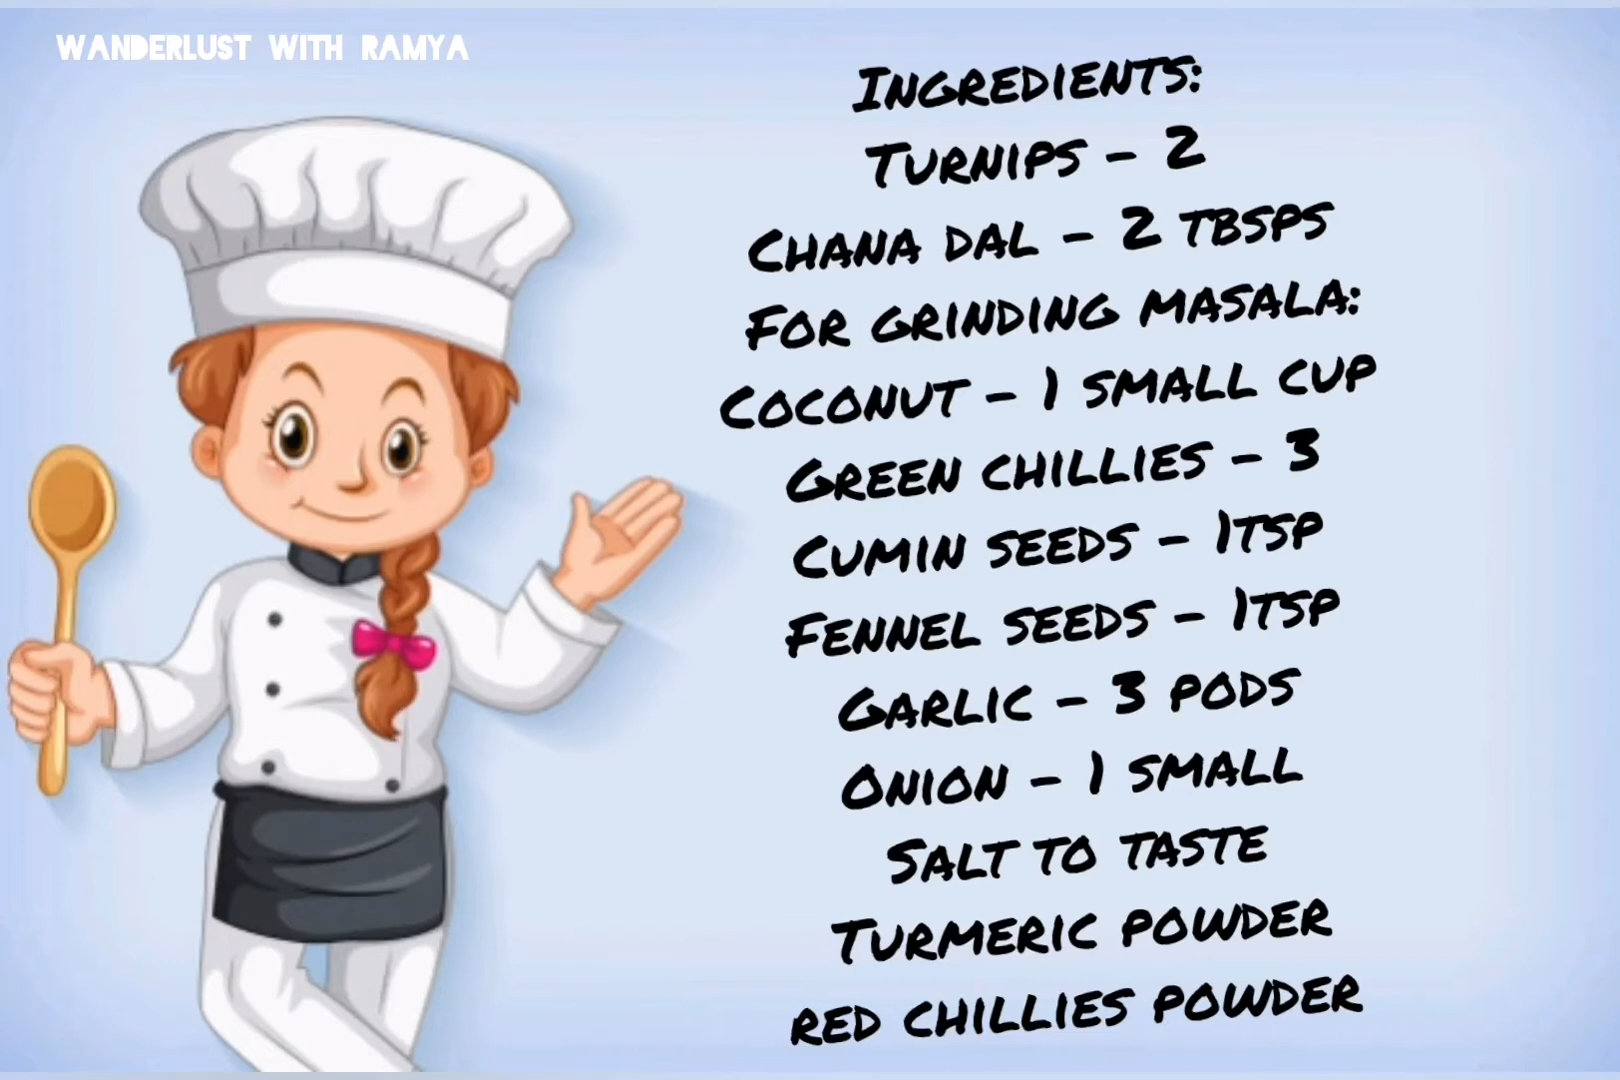 WANDERLUST WITH RAMYA
INGREDIENTS:
TURNIPS - 2
CHANA DAL - 2 TBSPS
FOR GRINDING MASALA:
COCONUT - 1 SMALL CUP
GREEN CHILLIES - 3
CUMIN SEEDS - 1TSP
FENNEL SEEDS - 1TSP
GARLIC - 3 PODS
ONION - 1 SMALL
SALT TO TASTE
TURMERIC POWDER
RED CHILLIES POWDER